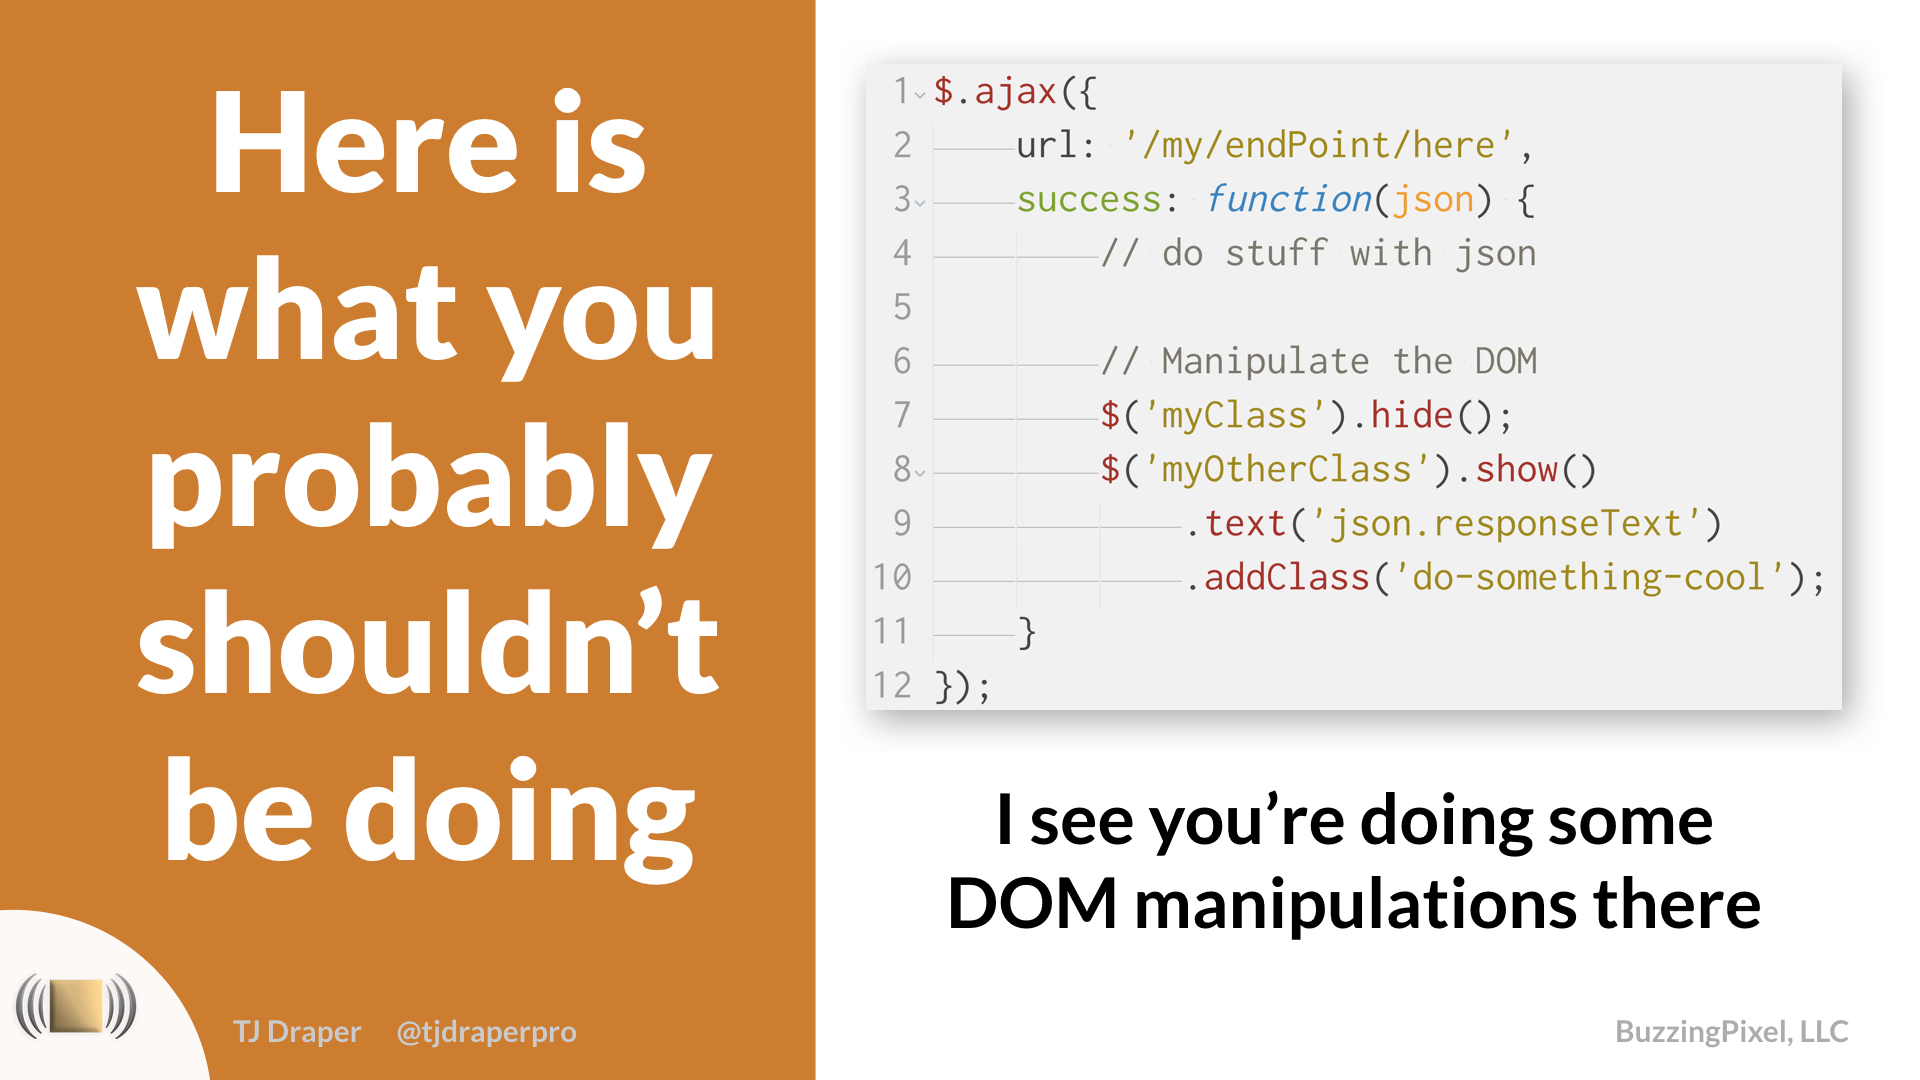 Here is
what you
probably
shouldn’t
be doing
1 $.ajax({
2 url: '/my/endPoint/here',
3 success: function(json) {
4 // do stuff with json
5
6 // Manipulate the DOM
7 $('myClass').hide();
8 $('myOtherClass').show()
9 .text('json.responseText')
10 .addClass('do-something-cool');
11 }
12 });
I see you’re doing some
DOM manipulations there
TJ Draper @tjdraperpro
BuzzingPixel, LLC